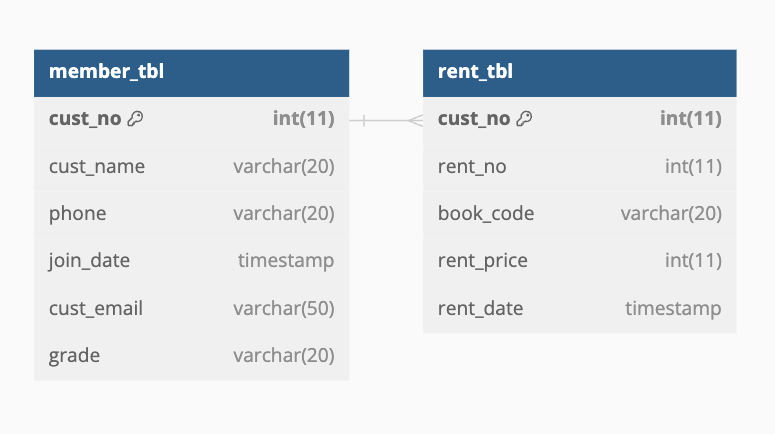 member_tbl
cust_no int(11)
cust_name varchar(20)
phone varchar(20)
join_date timestamp
cust_email varchar(50)
grade varchar(20)
rent_tbl
cust_no int(11)
rent_no int(11)
book_code varchar(20)
rent_price int(11)
rent_date timestamp